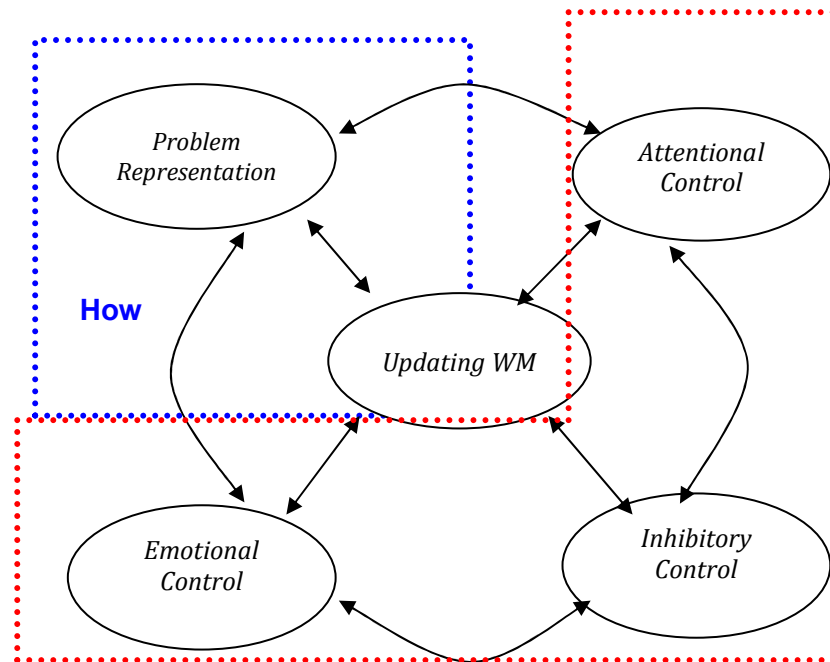 Problem
Representation
Attentional
Control
How
Updating WM
Emotional
Control
Inhibitory
Control